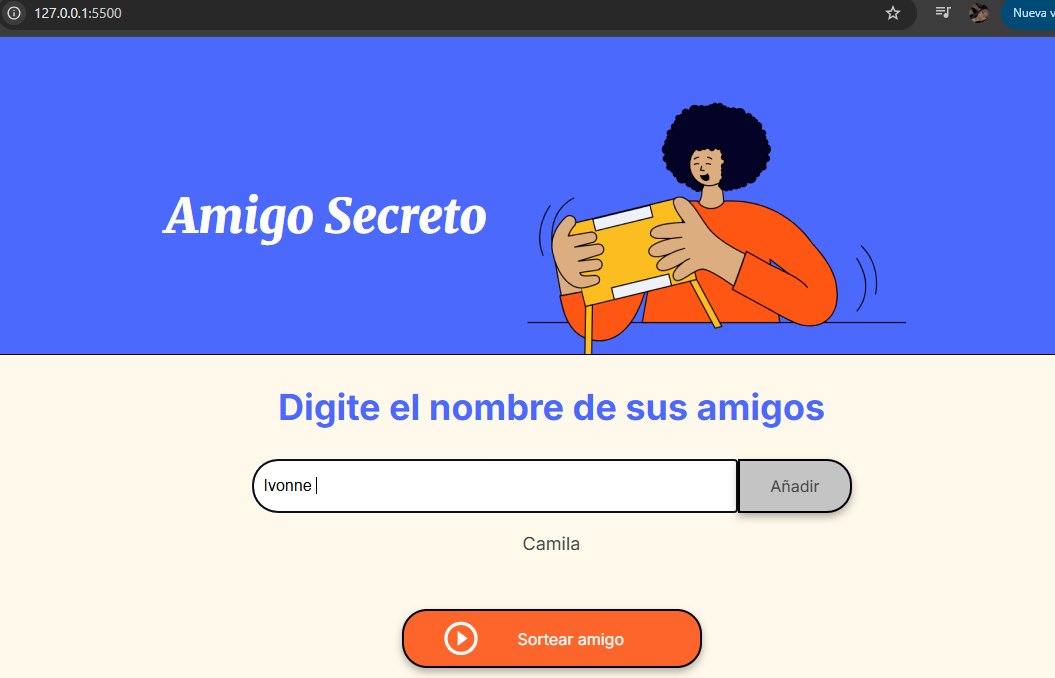 127.0.0.1:5500
Nueva v
Amigo Secreto
Digite el nombre de sus amigos
Ivonne
Añadir
Camila
Sortear amigo